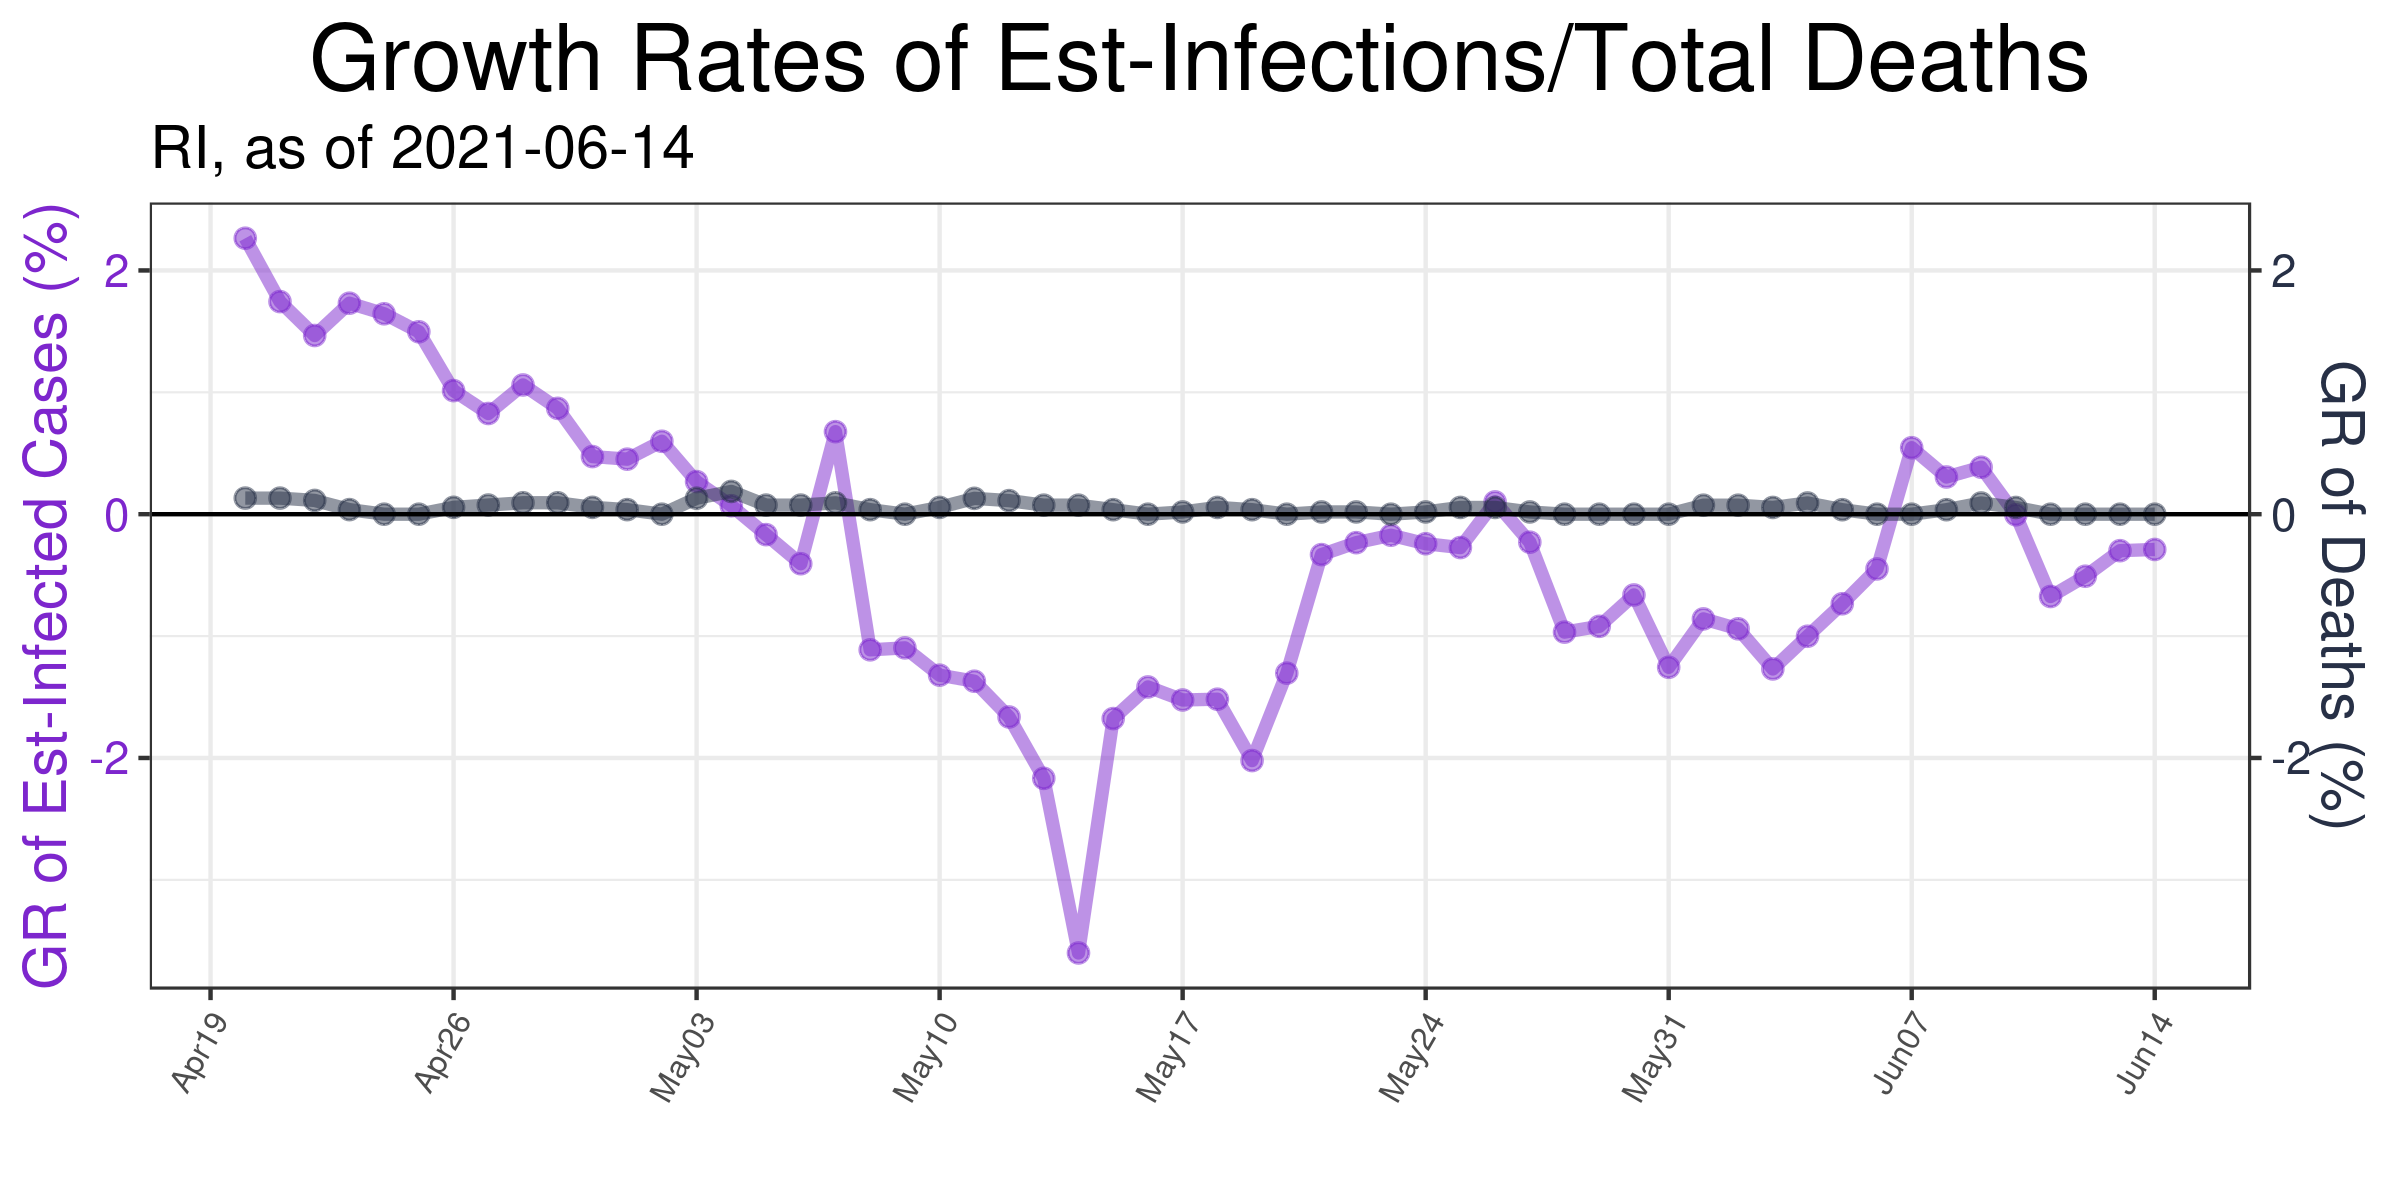 Growth Rates of Est-Infections/Total Deaths
RI, as of 2021-06-14
GR of Est-Infected Cases (%)
2
0
-2
2
0
-2
GR of Deaths (%)
Apr19
Apr26
May03
May10
May17
May24
May31
Jun07
Jun14